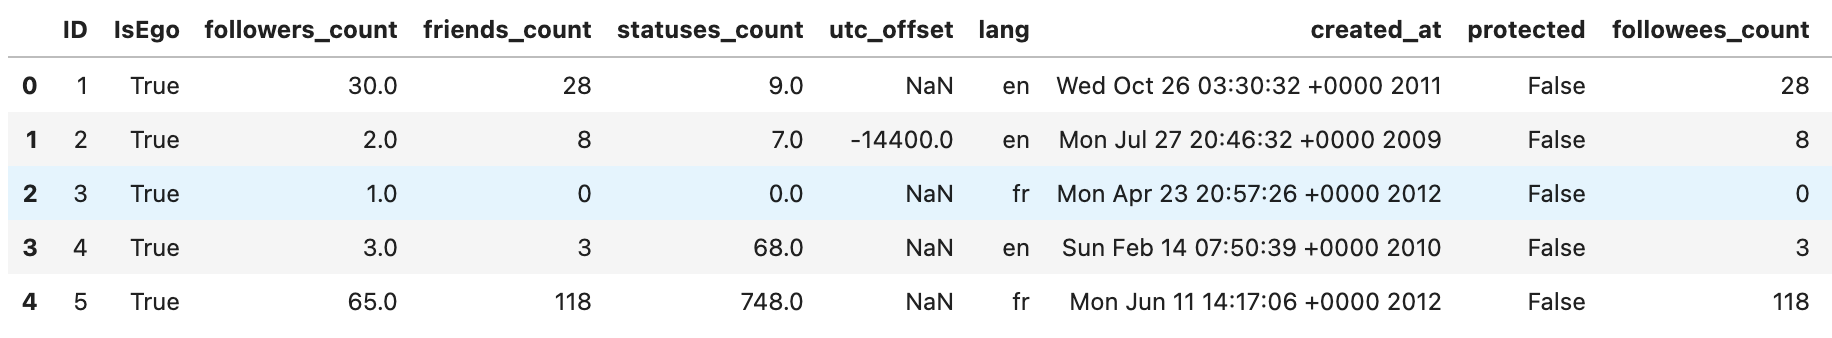 ID IsEgo followers_count friends_count statuses_count utc_offset lang created_at protected followees_count
0 1 True 30.0 28 9.0 NaN en Wed Oct 26 03:30:32 +0000 2011 False 28
1 2 True 2.0 8 7.0 -14400.0 en Mon Jul 27 20:46:32 +0000 2009 False 8
2 3 True 1.0 0 0.0 NaN fr Mon Apr 23 20:57:26 +0000 2012 False 0
3 4 True 3.0 3 68.0 NaN en Sun Feb 14 07:50:39 +0000 2010 False 3
4 5 True 65.0 118 748.0 NaN fr Mon Jun 11 14:17:06 +0000 2012 False 118